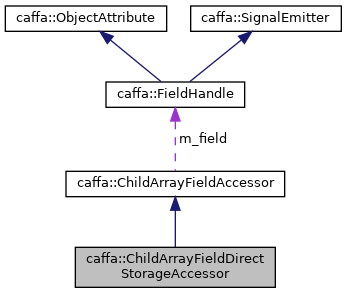 caffa::ObjectAttribute
caffa::SignalEmitter
caffa::FieldHandle
m_field
caffa::ChildArrayFieldAccessor
caffa::ChildArrayFieldDirect
StorageAccessor